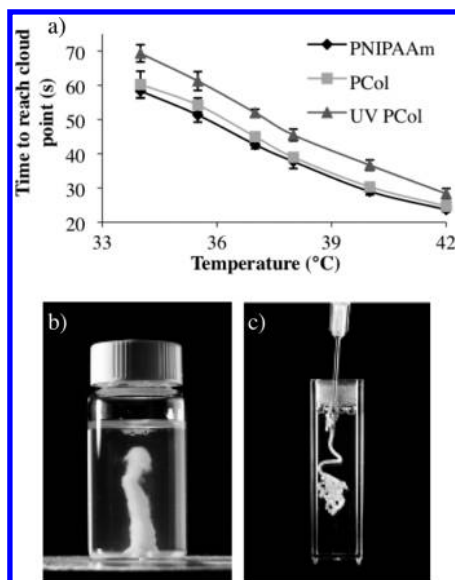 a)
Time to reach cloud
point (s)
70
60
50
40
30
20
PNIPAAm
PCol
UV PCol
33
36
39
42
Temperature (°C)
b)
c)